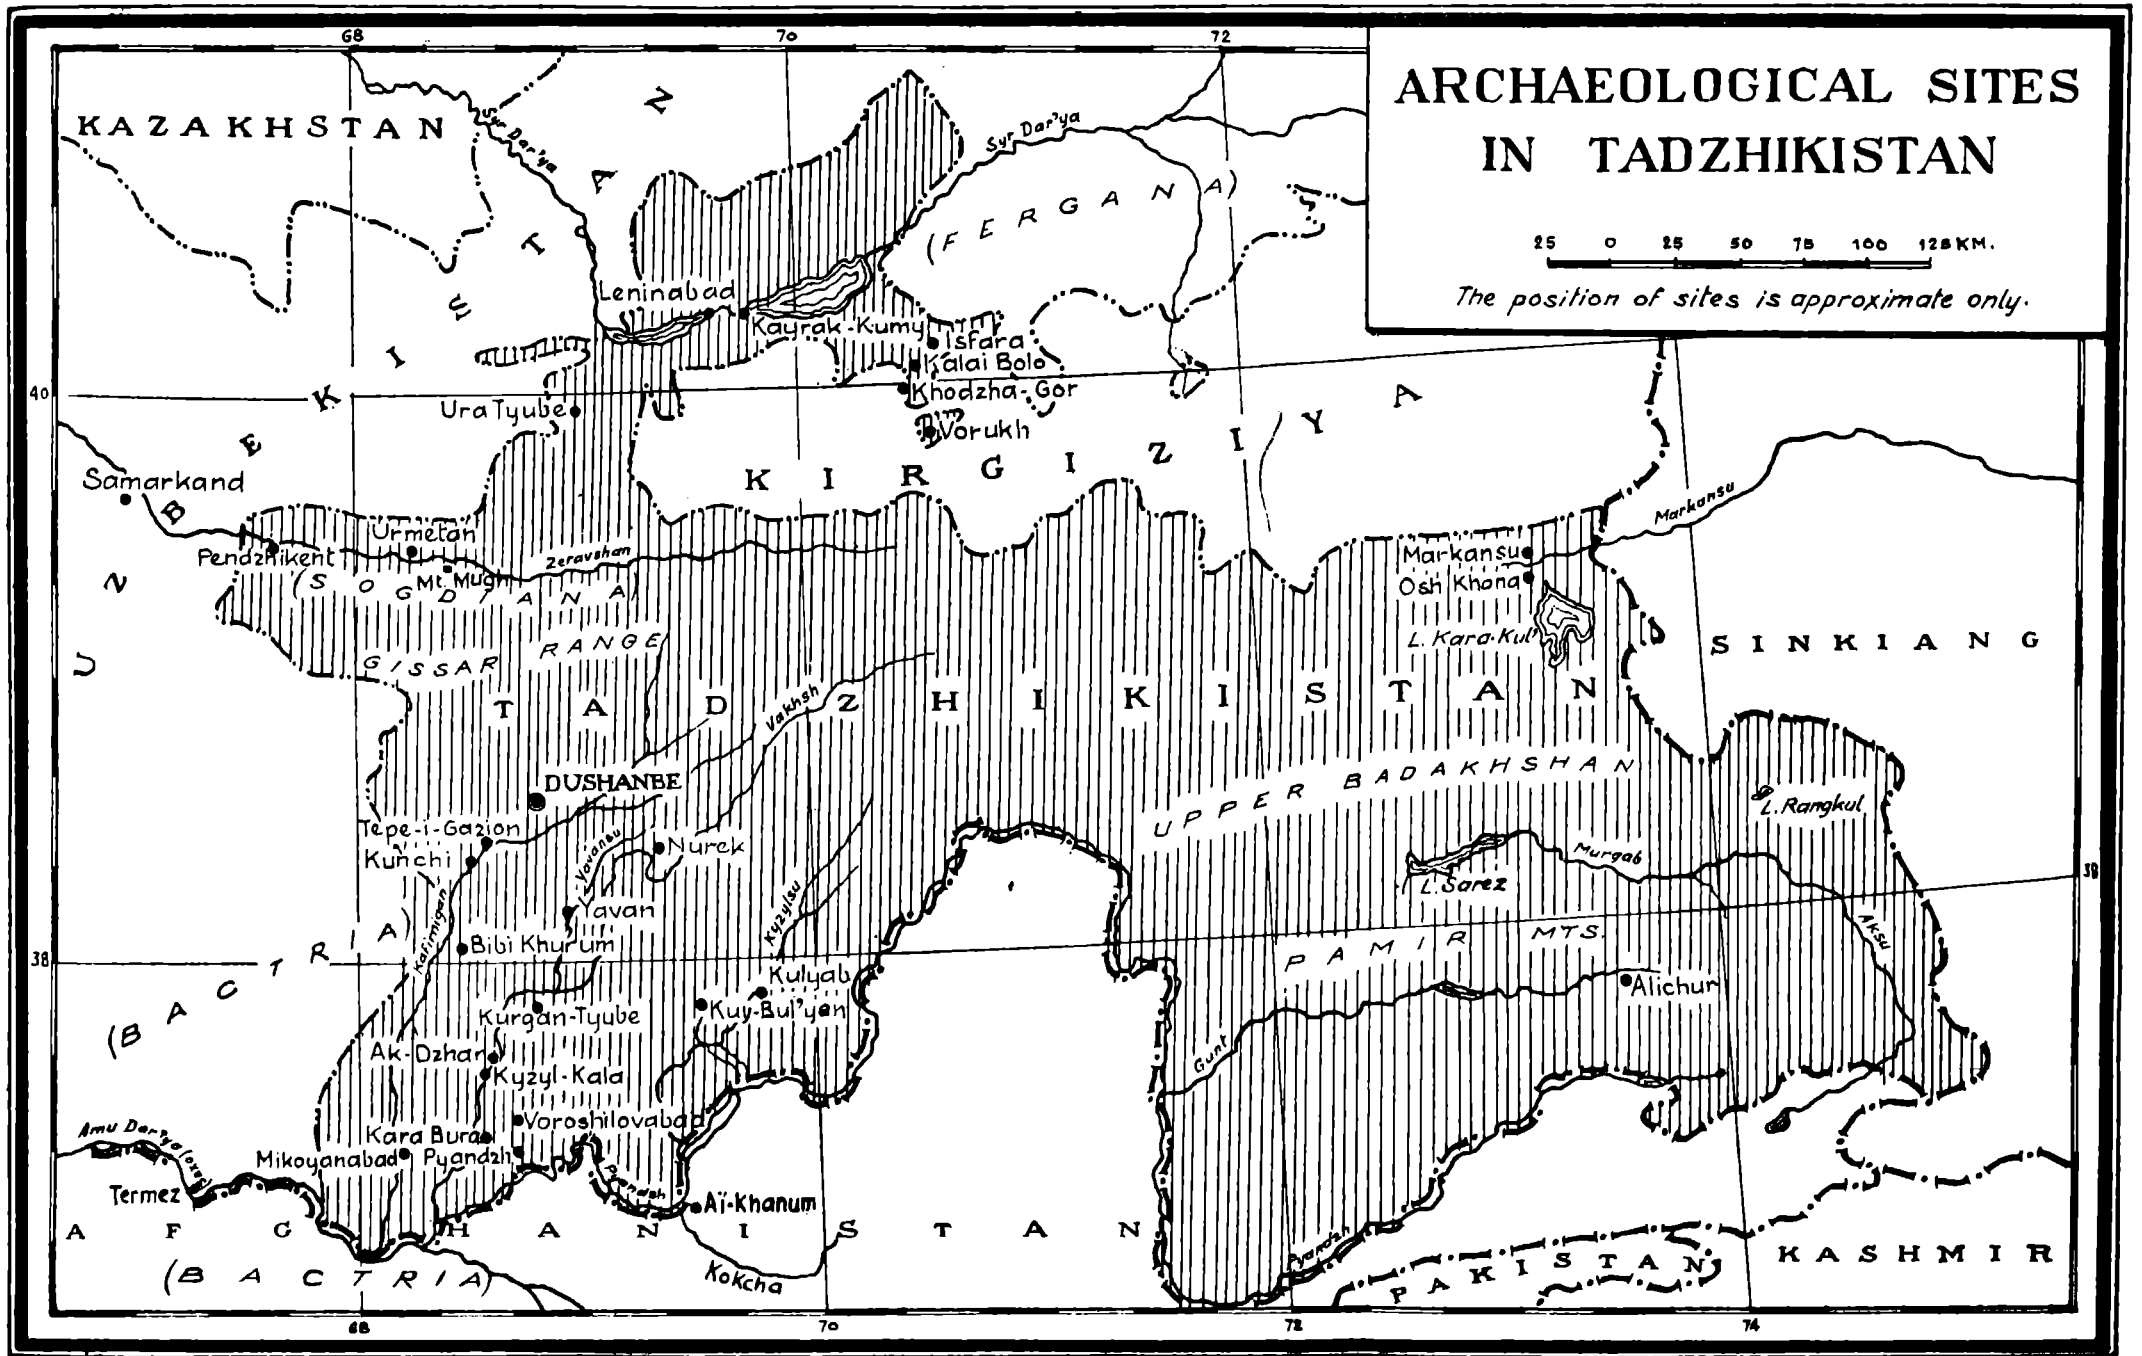 68
70
72
ARCHAEOLOGICAL SITES
IN TADZHIKISTAN
25 0 25 50 75 100 125 KM.
The position of sites is approximate only.
KAZAKHSTAN
UZBEKISTAN
Syr Dar'ya
Syr Dar'ya
(FERGANA)
Leninabad
Kayrak-Kumy
Isfara
Kalai Bolo
Khodzha-Gor
Vorukh
40
Ura Tyube
KIRGIZIYA
Samarkand
Pendzhikent
Urmetan
Mt. Mugh
Zeravshan
(SOGDIANA)
Markansu
Markansu
Osh Khona
L. Kara-Kul'
SINKIANG
GISSAR RANGE
TADZHIKISTAN
Vakhsh
DUSHANBE
UPPER BADAKHSHAN
L. Rangkul
Tepe-i-Gazion
Kunchi
Yavansu
Nurek
L. Sarez
Murgab
38
Kafirnigan
Yavan
Kyzylsu
Bibi Khurum
Aksu
38
(BACTRA)
PAMIR MTS.
Kulyab
Alichur
Kurgan-Tyube
Kuy-Bul'yen
Ak-Dzhar
Kyzyl-Kala
Gunt
Voroshilovabad
Kara Bura
Mikoyanabad
Pyandzh
Amu Dar'ya (Oxus)
Termez
Pyandzh
Aï-Khanum
AFGHANISTAN
(BACTRIA)
Kokcha
Pyandzh
PAKISTAN
KASHMIR
68
70
72
74